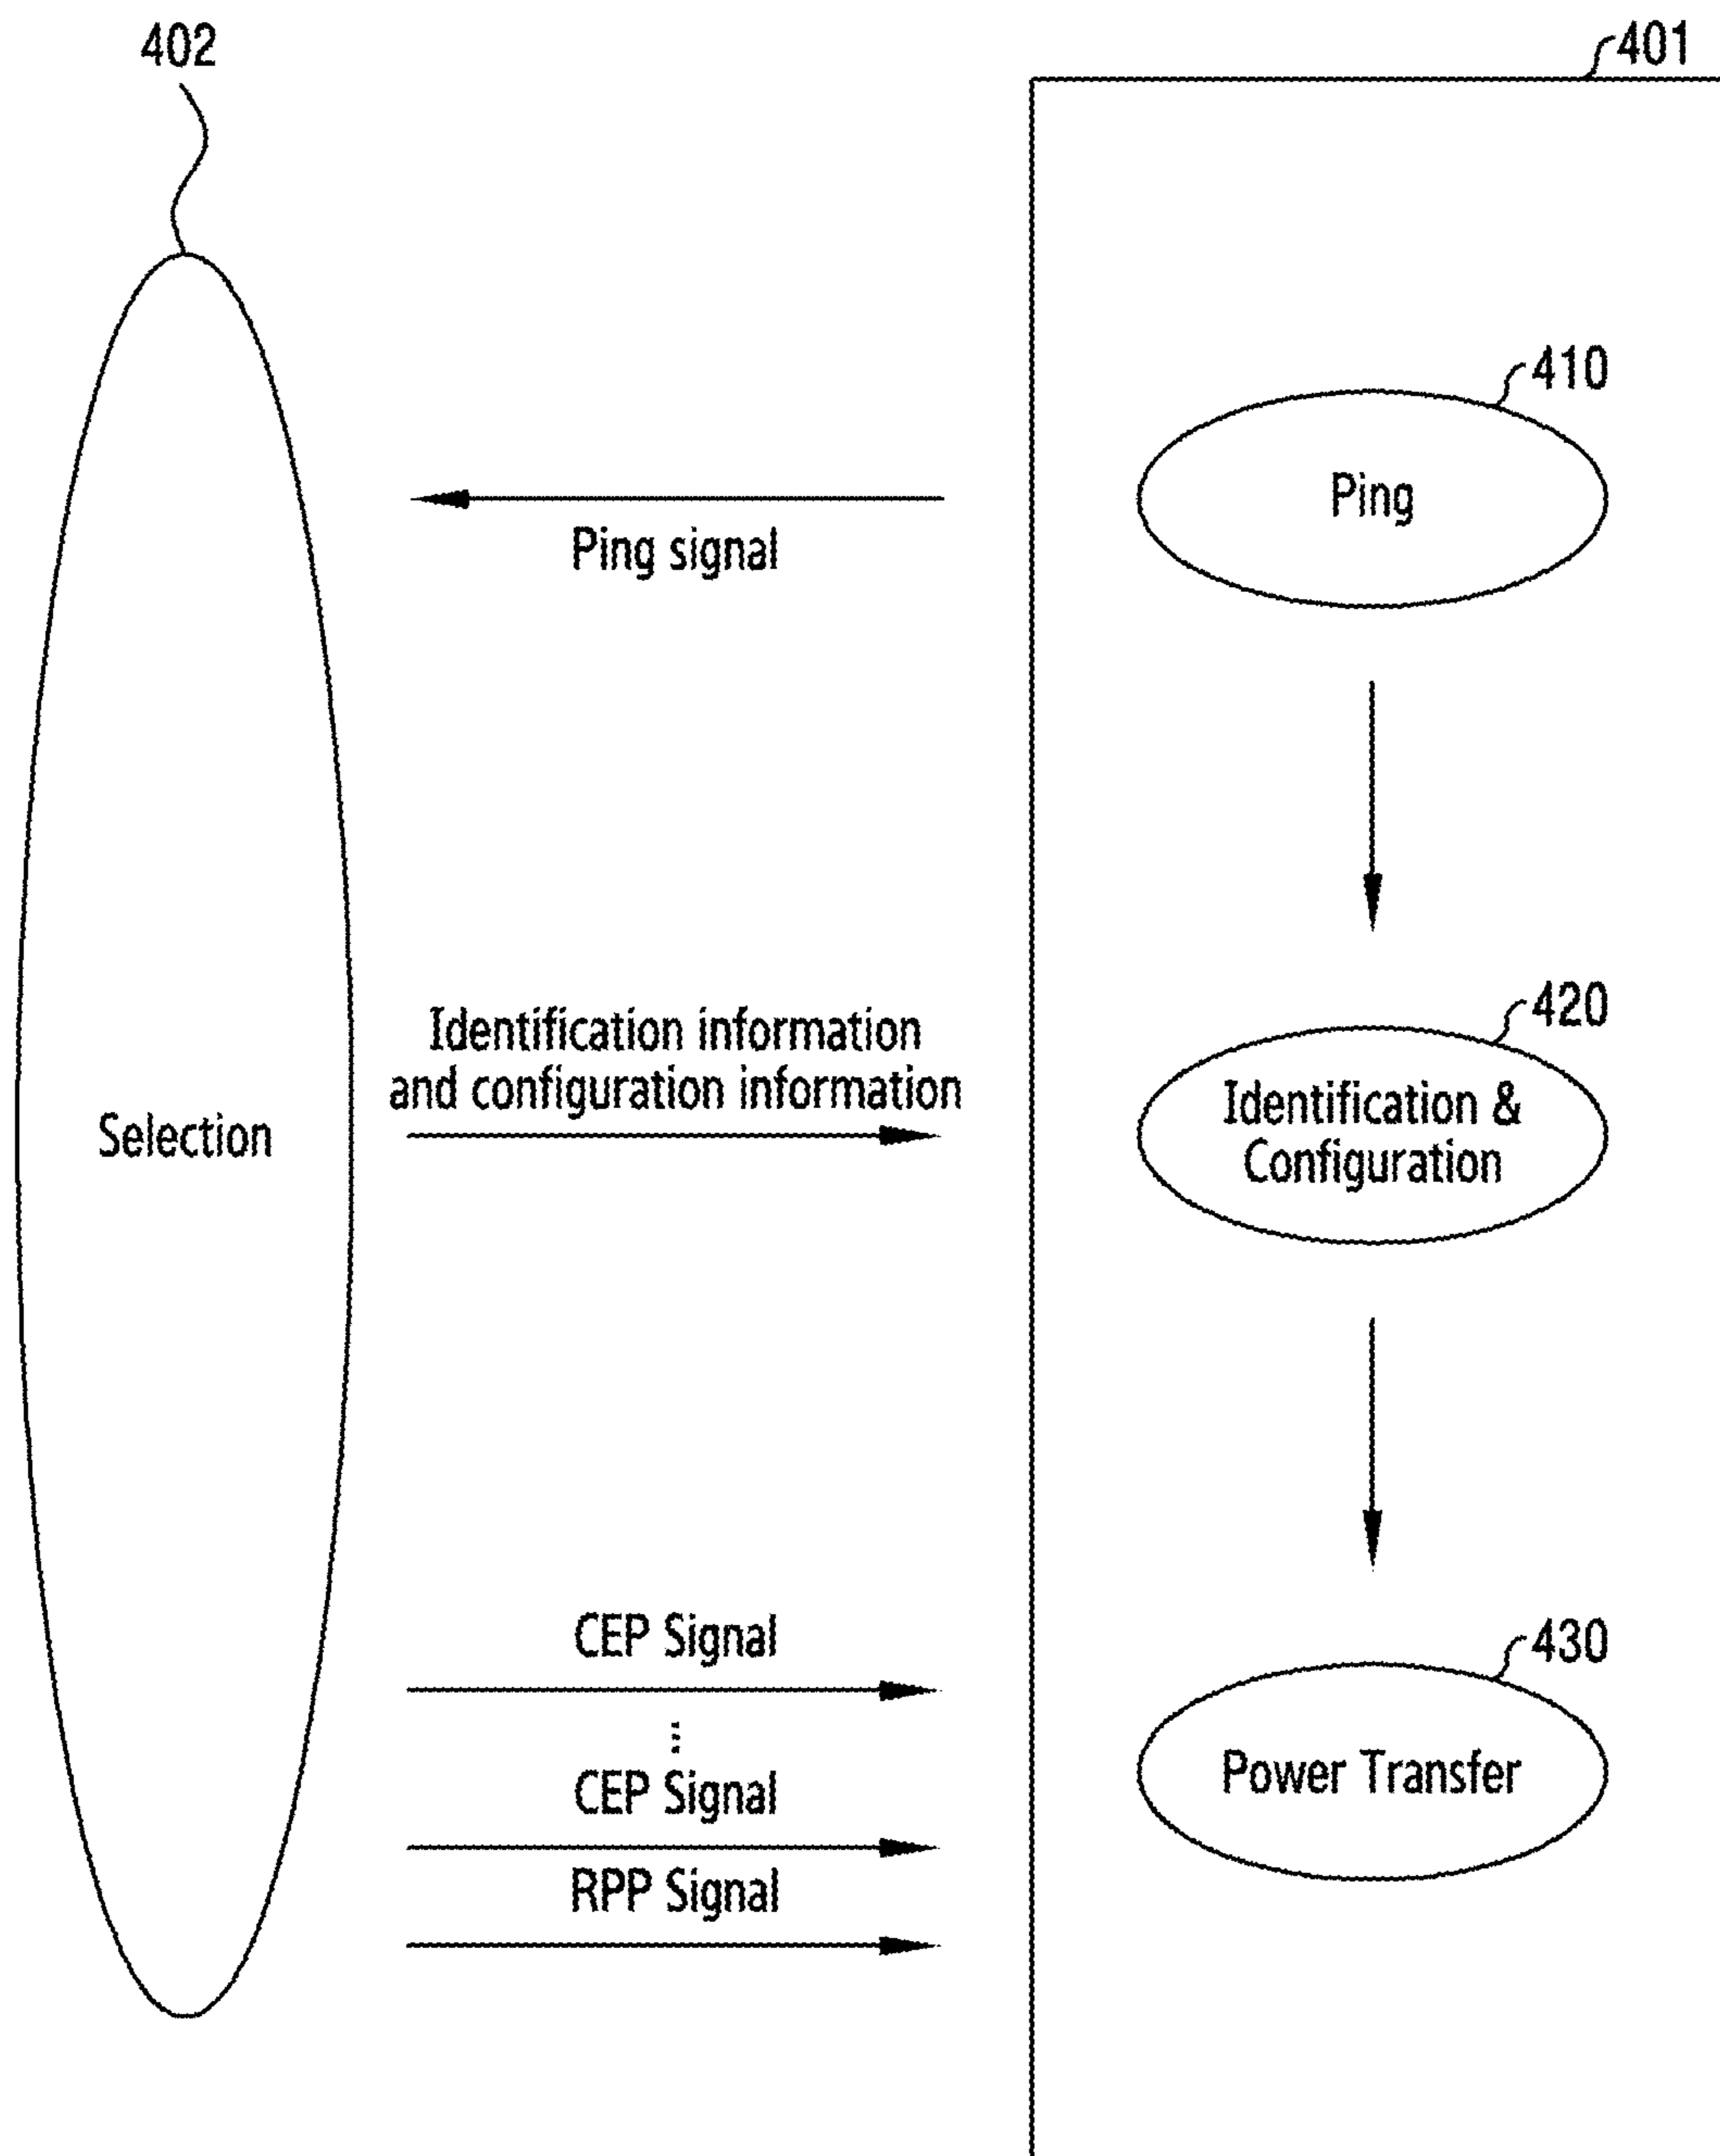 402
401
410
Ping
Ping signal
420
Identification information
and configuration information
Identification &
Configuration
Selection
430
CEP Signal
Power Transfer
CEP Signal
RPP Signal